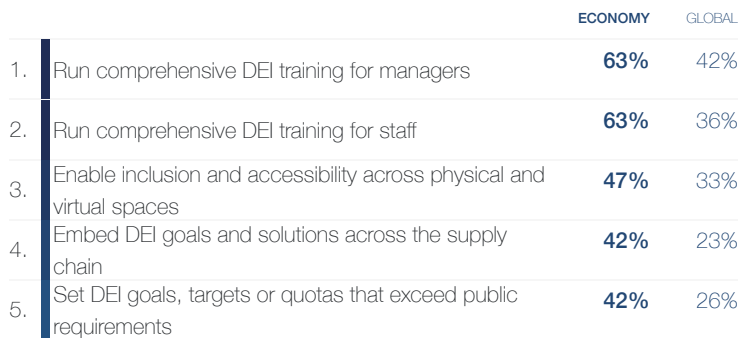 ECONOMY GLOBAL
1. Run comprehensive DEI training for managers 63% 42%
2. Run comprehensive DEI training for staff 63% 36%
3. Enable inclusion and accessibility across physical and 47% 33%
virtual spaces
4. Embed DEI goals and solutions across the supply 42% 23%
chain
5. Set DEI goals, targets or quotas that exceed public 42% 26%
requirements